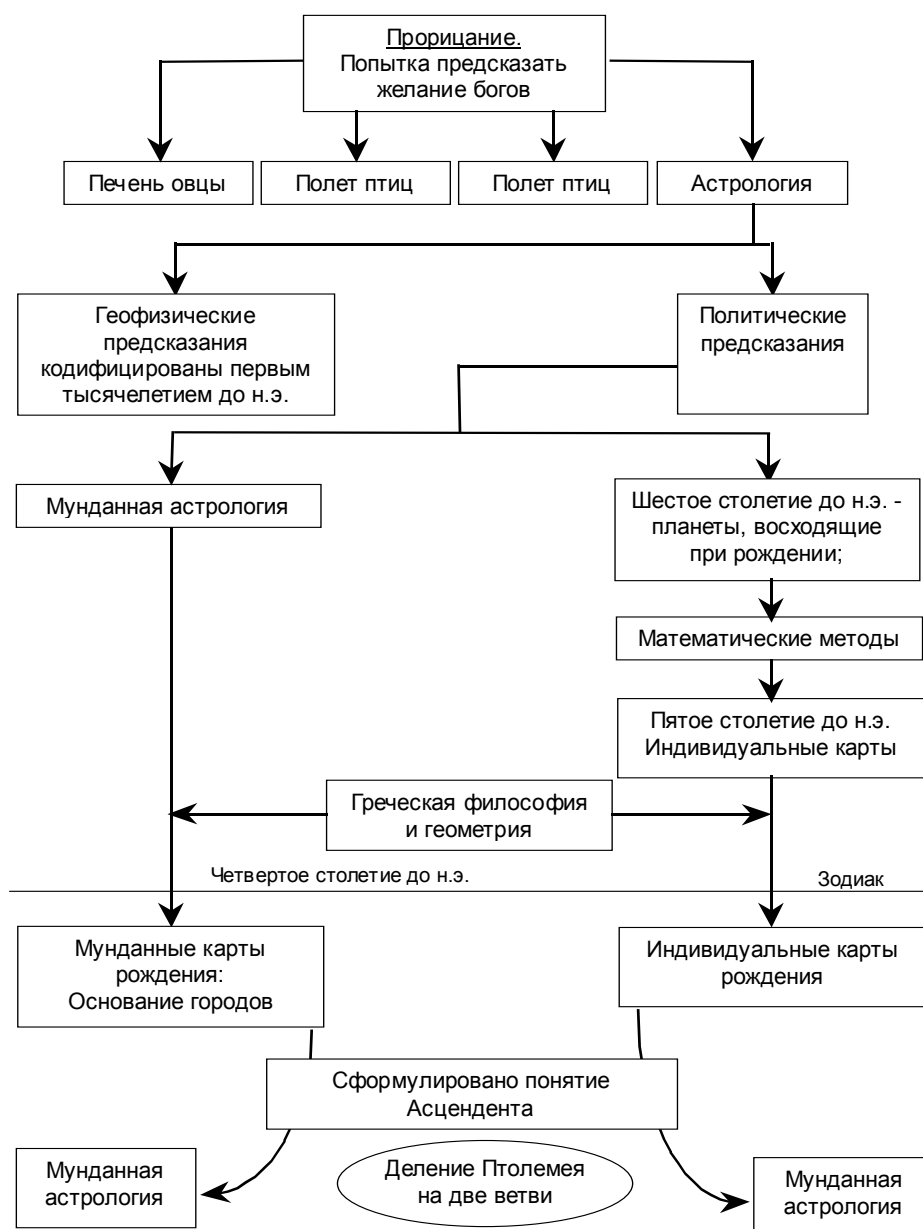 Прорицание.
Попытка предсказать
желание богов
Печень овцы
Полет птиц
Полет птиц
Астрология
Геофизические
предсказания
кодифицированы первым
тысячелетием до н.э.
Политические
предсказания
Мунданная астрология
Шестое столетие до н.э. -
планеты, восходящие
при рождении;
Математические методы
Пятое столетие до н.э.
Индивидуальные карты
Греческая философия
и геометрия
Четвертое столетие до н.э.
Зодиак
Мунданные карты
рождения:
Основание городов
Индивидуальные карты
рождения
Сформулировано понятие
Асцендента
Мунданная
астрология
Деление Птолемея
на две ветви
Мунданная
астрология